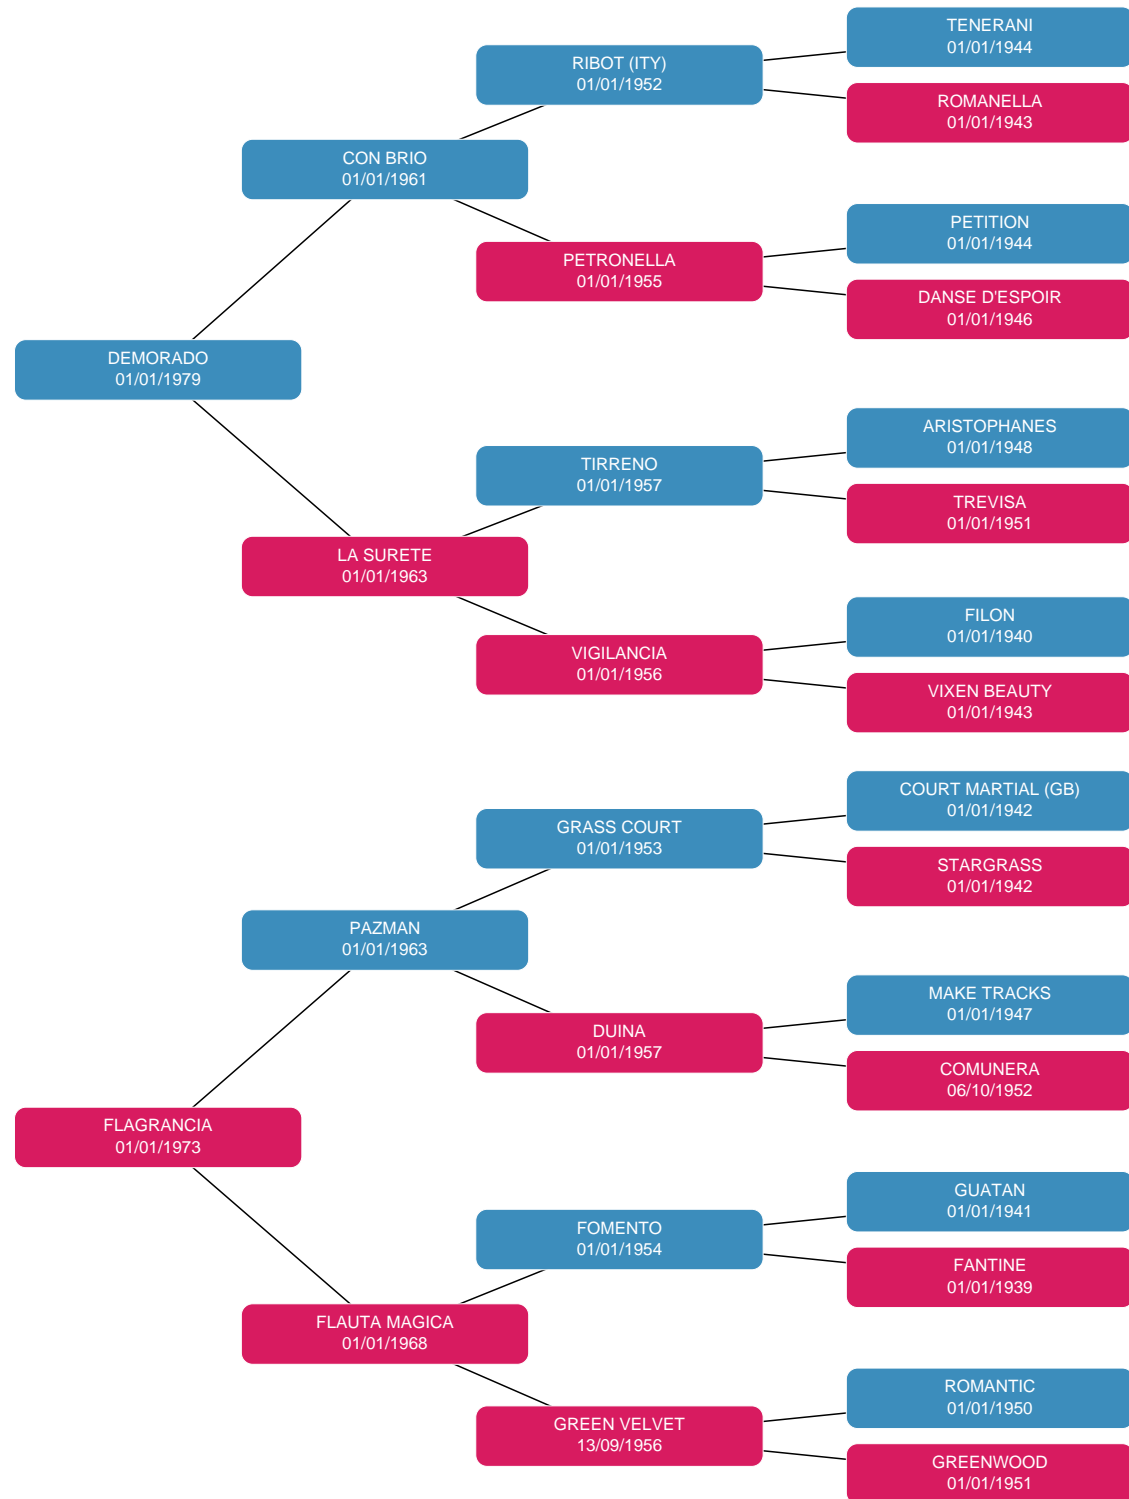 TENERANI
01/01/1944
RIBOT (ITY)
01/01/1952
ROMANELLA
01/01/1943
CON BRIO
01/01/1961
PETITION
01/01/1944
PETRONELLA
01/01/1955
DANSE D'ESPOIR
01/01/1946
DEMORADO
01/01/1979
ARISTOPHANES
01/01/1948
TIRRENO
01/01/1957
TREVISA
01/01/1951
LA SURETE
01/01/1963
FILON
01/01/1940
VIGILANCIA
01/01/1956
VIXEN BEAUTY
01/01/1943
COURT MARTIAL (GB)
01/01/1942
GRASS COURT
01/01/1953
STARGRASS
01/01/1942
PAZMAN
01/01/1963
MAKE TRACKS
01/01/1947
DUINA
01/01/1957
COMUNERA
06/10/1952
FLAGRANCIA
01/01/1973
GUATAN
01/01/1941
FOMENTO
01/01/1954
FANTINE
01/01/1939
FLAUTA MAGICA
01/01/1968
ROMANTIC
01/01/1950
GREEN VELVET
13/09/1956
GREENWOOD
01/01/1951